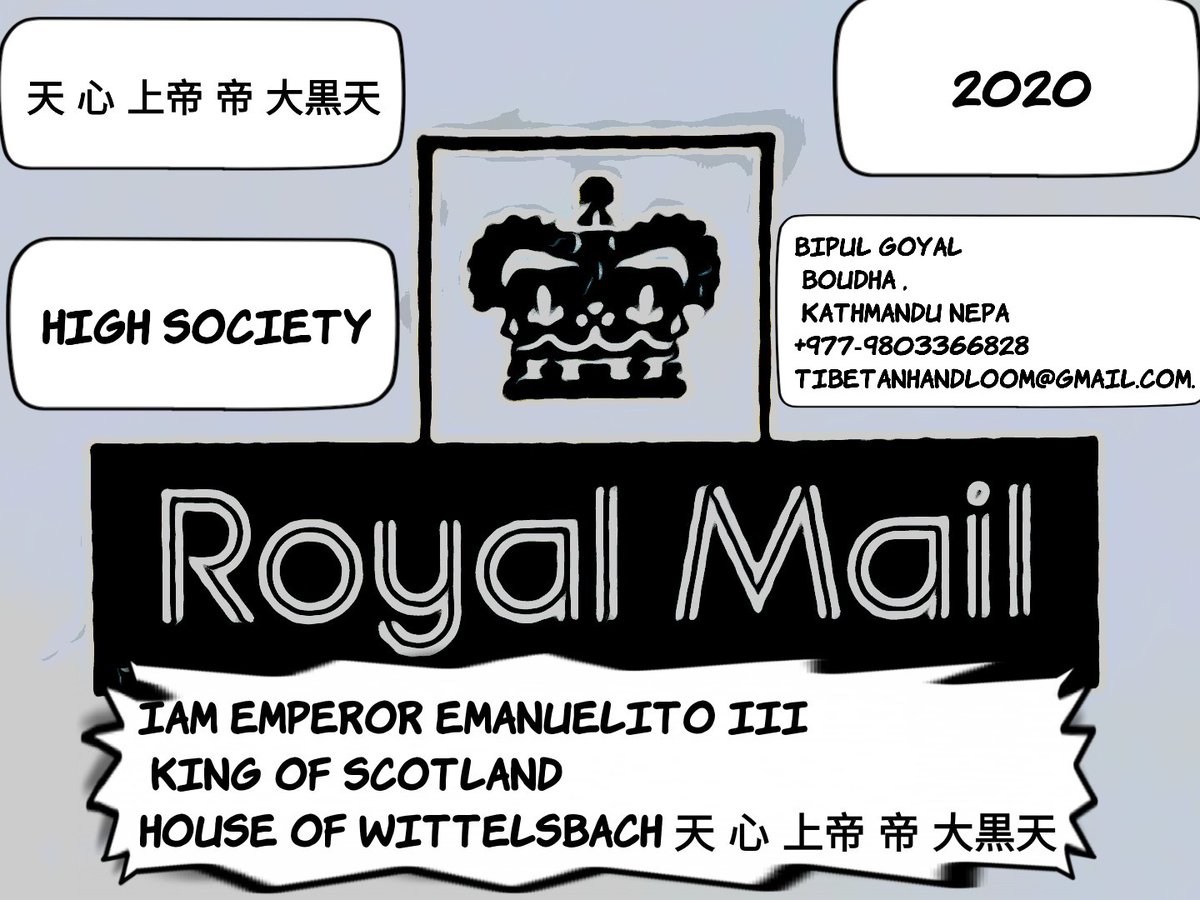 天 心 上帝 帝 大黒天
2020
HIGH SOCIETY
BIPUL GOYAL
BOUDHA .
KATHMANDU NEPA
+977-9803366828
TIBETANHANDLOOM@GMAIL.COM.
Royal Mail
IAM EMPEROR EMANUELITO III
KING OF SCOTLAND
HOUSE OF WITTELSBACH 天 心 上帝 帝 大黒天